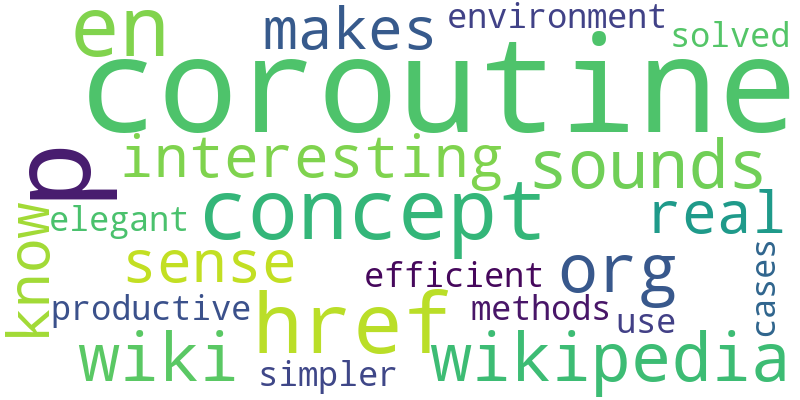 en makes environment
solved
coroutine
p interesting sounds
know elegant concept real
sense efficient org cases
productive href methods use
wiki simpler wikipedia